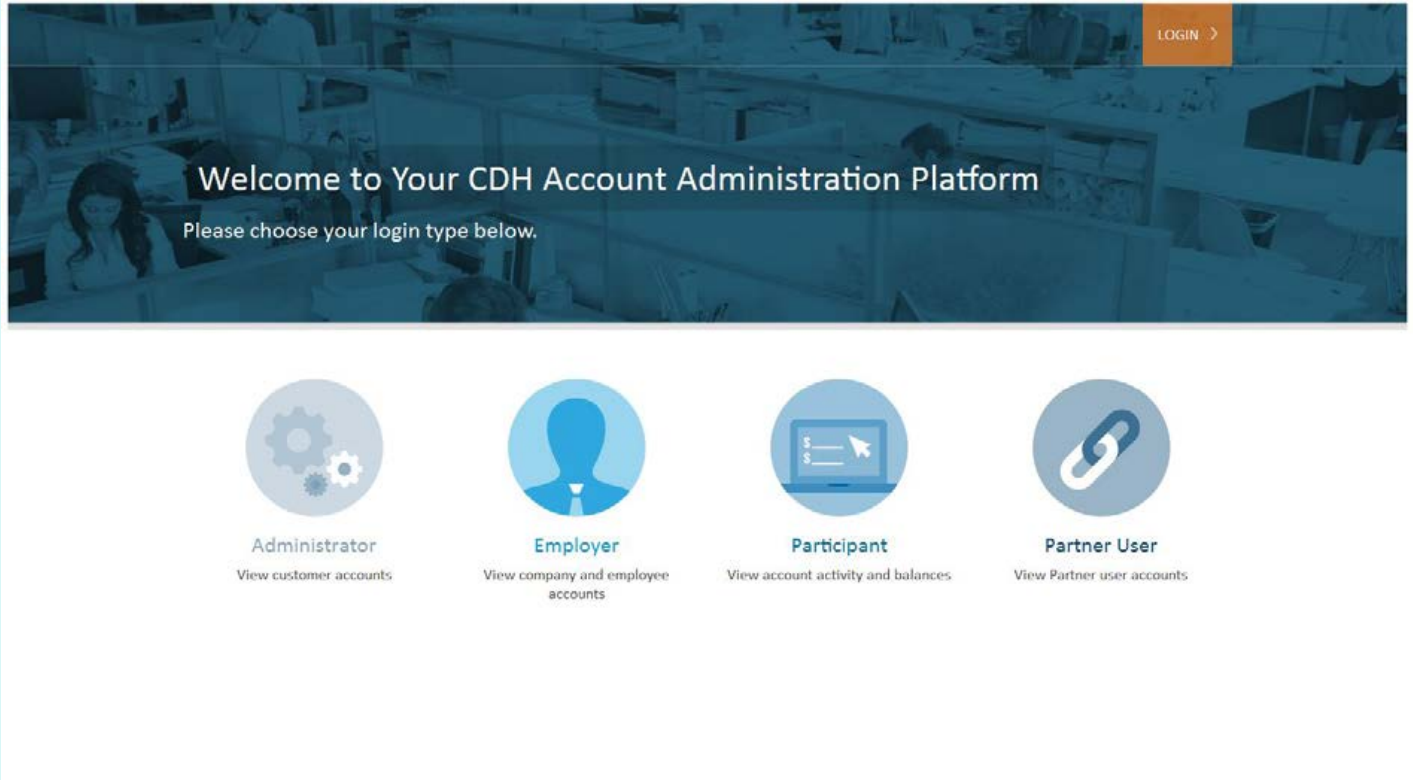 LOGIN
Welcome to Your CDH Account Administration Platform
Please choose your login type below.
$
$
Administrator
View customer accounts
Employer
View company and employee
accounts
Participant
View account activity and balances
Partner User
View Partner user accounts